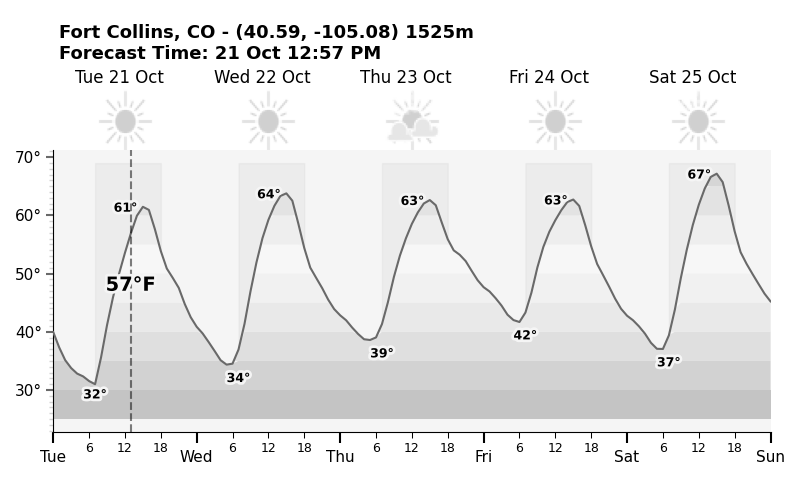 Fort Collins, CO - (40.59, -105.08) 1525m
Forecast Time: 21 Oct 12:57 PM
Tue 21 Oct Wed 22 Oct Thu 23 Oct Fri 24 Oct Sat 25 Oct
70°
60°
50°
40°
30°
61° 64° 63° 63° 67°
57°F
32° 34° 39° 42° 37°
6 12 18 6 12 18 6 12 18 6 12 18 6 12 18
Tue Wed Thu Fri Sat Sun